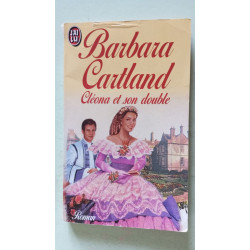 J'AI LU
Barbara
Cartland
Cléona et son double
Roman